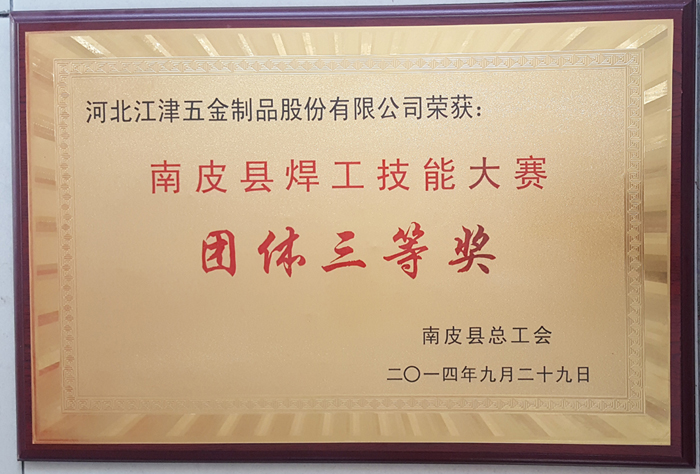 河北江津五金制品股份有限公司荣获：
南皮县焊工技能大赛
团体三等奖
南皮县总工会
二〇一四年九月二十九日